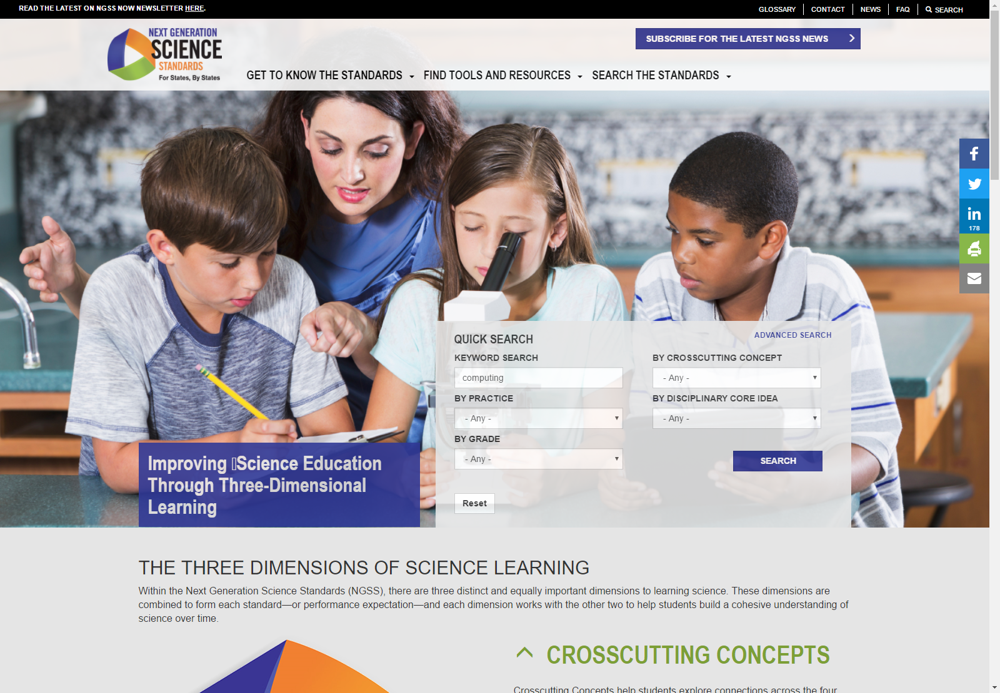 READ THE LATEST ON NGSS NOW NEWSLETTER HERE.
GLOSSARY
CONTACT
NEWS
FAQ
SEARCH
NEXT GENERATION
SCIENCE
STANDARDS
For States, By States
SUBSCRIBE FOR THE LATEST NGSS NEWS
GET TO KNOW THE STANDARDS
FIND TOOLS AND RESOURCES
SEARCH THE STANDARDS
178
QUICK SEARCH
ADVANCED SEARCH
KEYWORD SEARCH
BY CROSSCUTTING CONCEPT
computing
- Any -
BY PRACTICE
BY DISCIPLINARY CORE IDEA
- Any -
- Any -
BY GRADE
- Any -
SEARCH
Reset
Improving Science Education
Through Three-Dimensional
Learning
THE THREE DIMENSIONS OF SCIENCE LEARNING
Within the Next Generation Science Standards (NGSS), there are three distinct and equally important dimensions to learning science. These dimensions are
combined to form each standard—or performance expectation—and each dimension works with the other two to help students build a cohesive understanding of
science over time.
CROSSCUTTING CONCEPTS
Crosscutting Concepts help students explore connections across the four